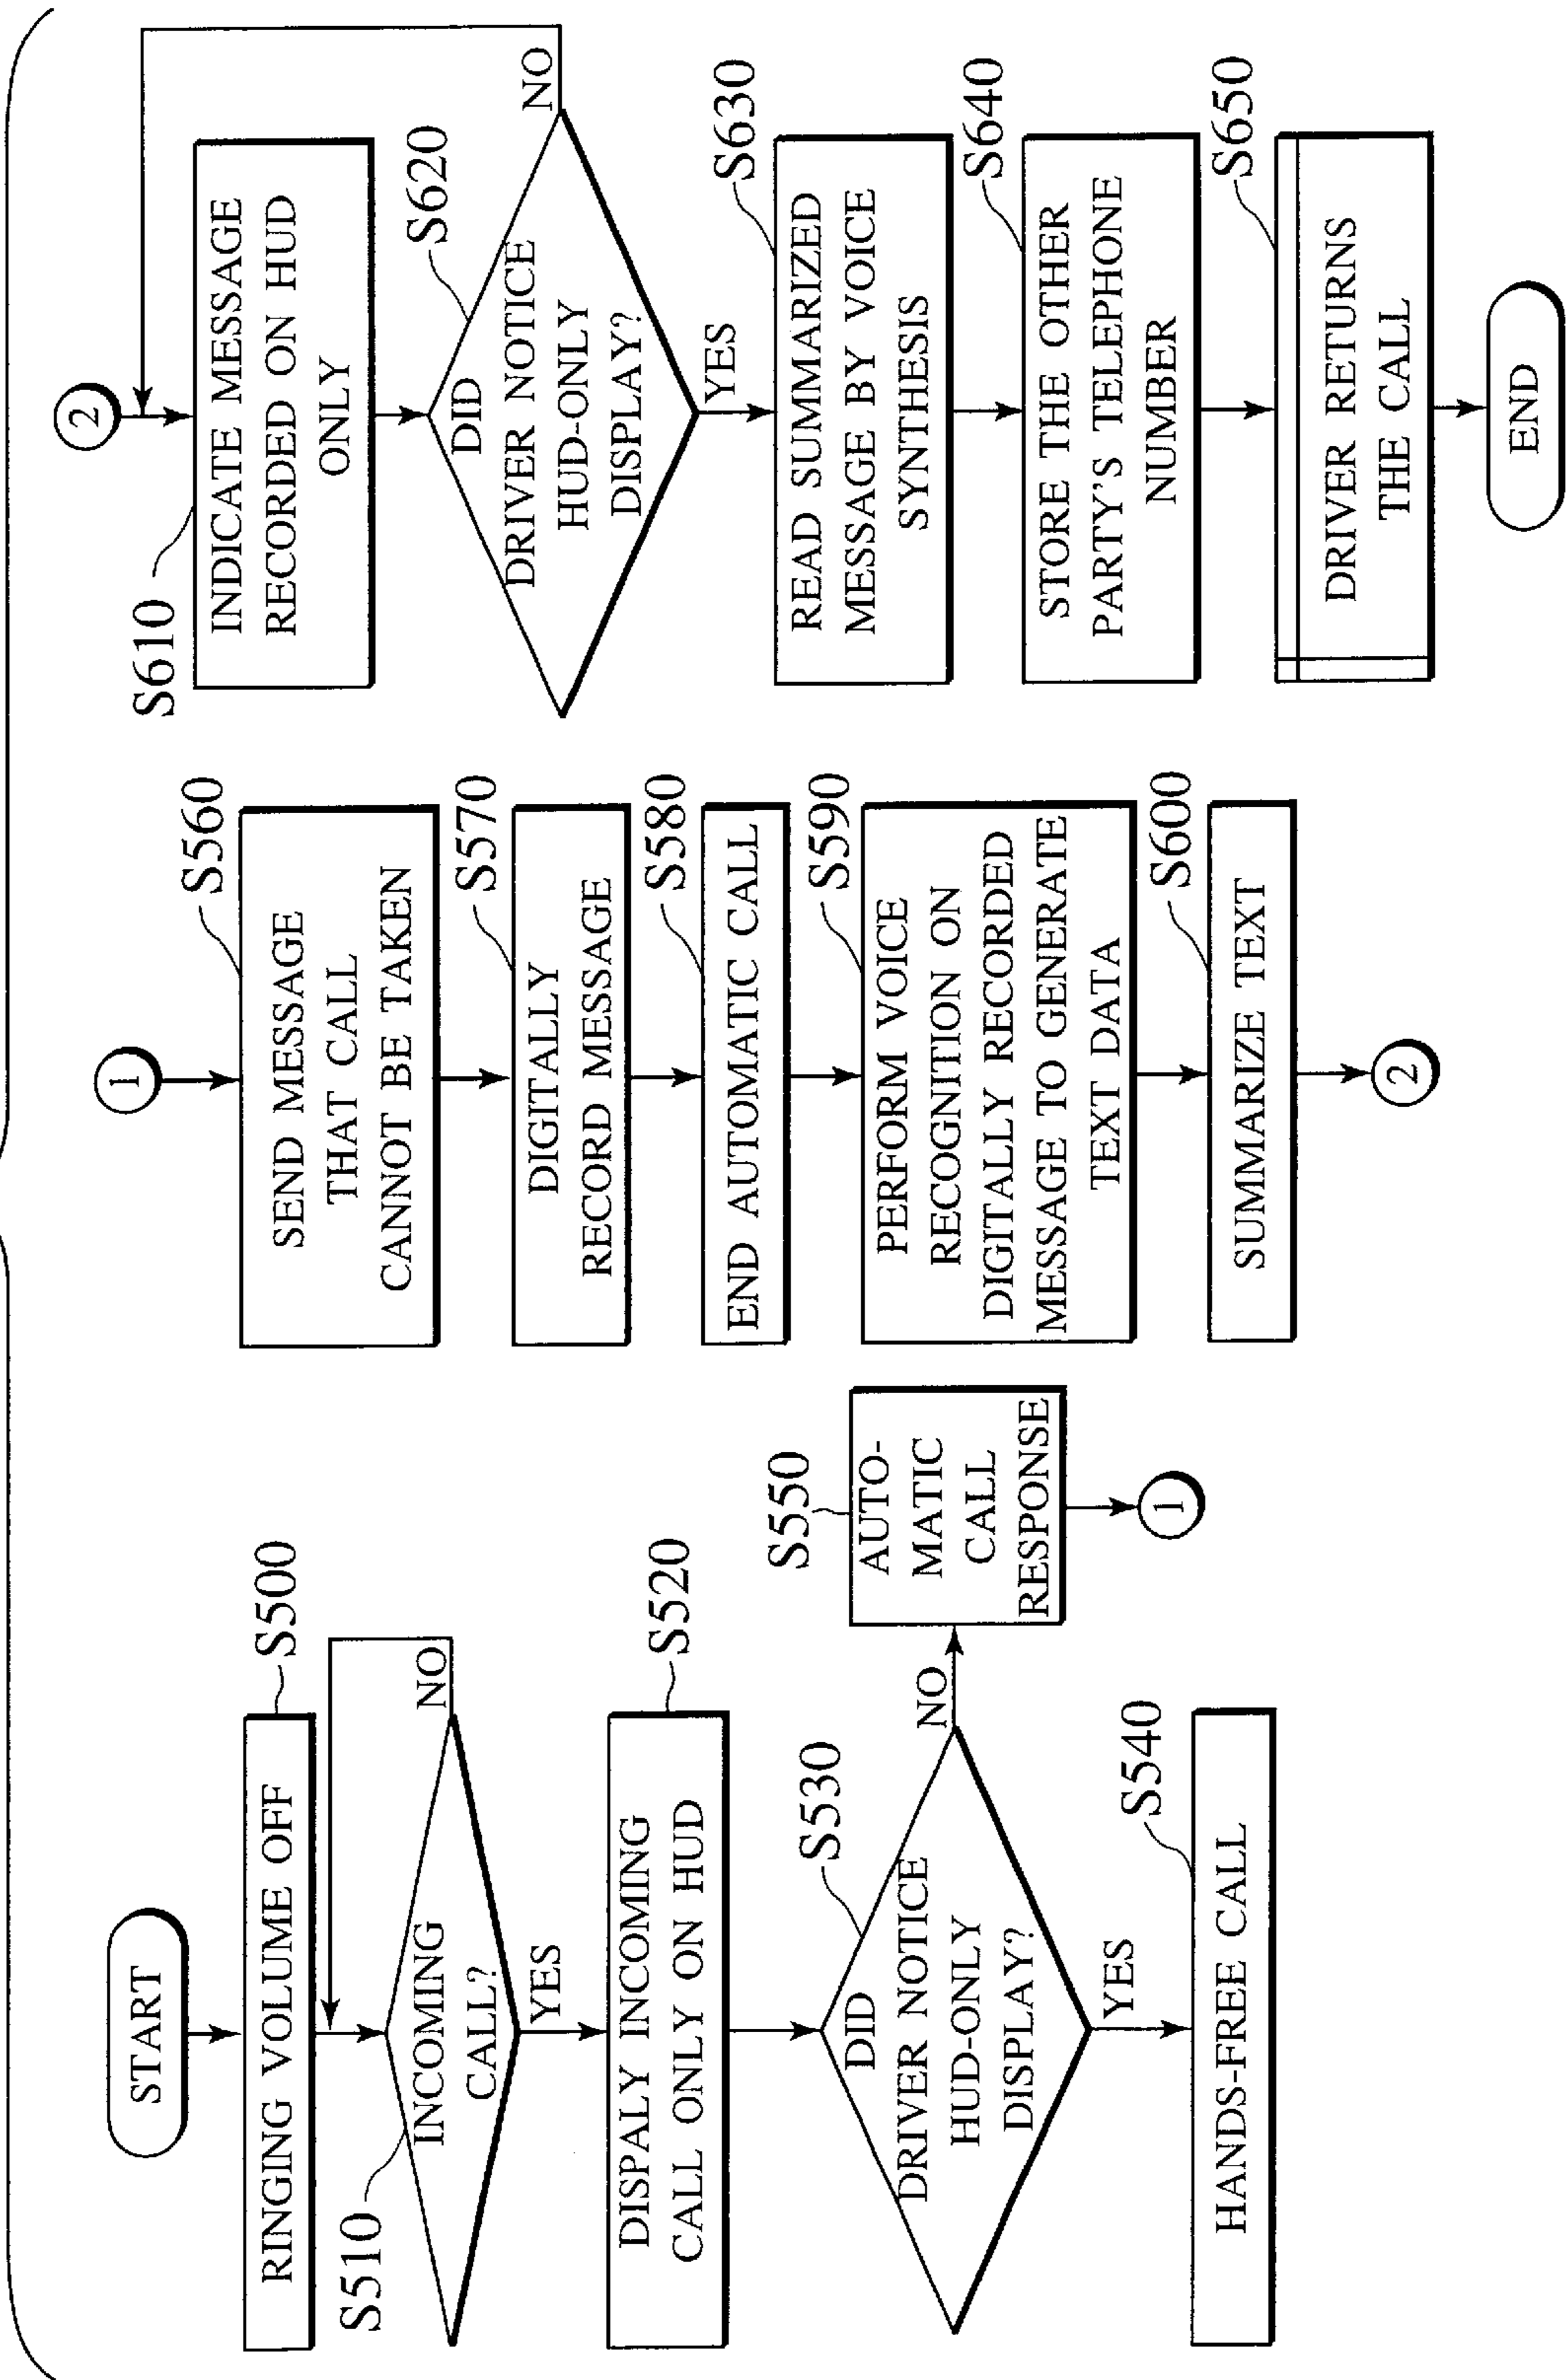 START
S500
RINGING VOLUME OFF
S510
INCOMING
CALL?
NO
YES
S520
DISPALY INCOMING
CALL ONLY ON HUD
S530
DID
DRIVER NOTICE
HUD-ONLY
DISPLAY?
NO
YES
S540
HANDS-FREE CALL
S550
AUTO-
MATIC
CALL
RESPONSE
1
1
S560
SEND MESSAGE
THAT CALL
CANNOT BE TAKEN
S570
DIGITALLY
RECORD MESSAGE
S580
END AUTOMATIC CALL
S590
PERFORM VOICE
RECOGNITION ON
DIGITALLY RECORDED
MESSAGE TO GENERATE
TEXT DATA
S600
SUMMARIZE TEXT
2
2
S610
INDICATE MESSAGE
RECORDED ON HUD
ONLY
S620
DID
DRIVER NOTICE
HUD-ONLY
DISPLAY?
NO
YES
S630
READ SUMMARIZED
MESSAGE BY VOICE
SYNTHESIS
S640
STORE THE OTHER
PARTY'S TELEPHONE
NUMBER
S650
DRIVER RETURNS
THE CALL
END